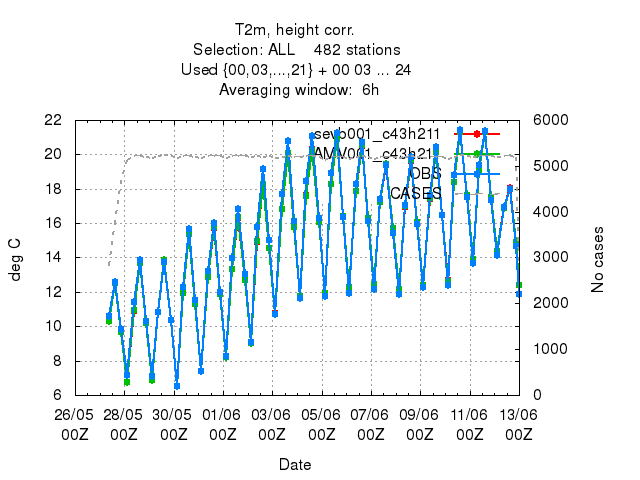 T2m, height corr.
Selection: ALL 482 stations
Used {00,03,...,21} + 00 03 ... 24
Averaging window: 6h
22
20
18
16
14
12
10
8
6
deg C
6000
5000
4000
3000
2000
1000
0
No cases
sevb001_c43h211
AMV001_c43h21
OBS
CASES
26/05 28/05 30/05 01/06 03/06 05/06 07/06 09/06 11/06 13/06
00Z 00Z 00Z 00Z 00Z 00Z 00Z 00Z 00Z 00Z
Date